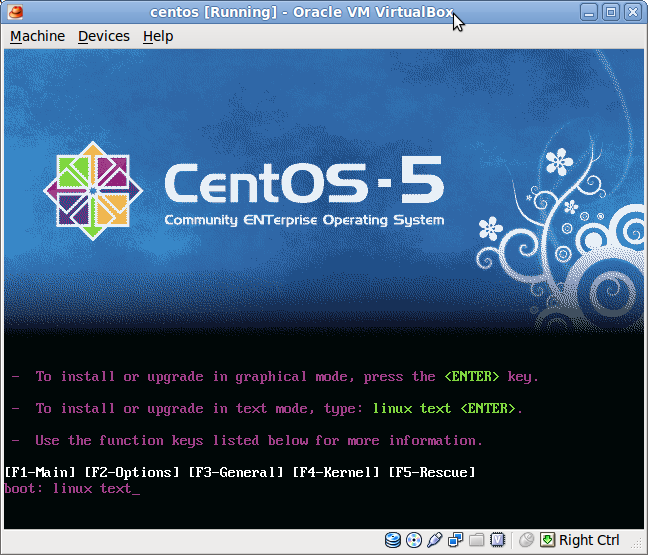 centos [Running] - Oracle VM VirtualBox
Machine Devices Help
CentOS-5
Community ENTerprise Operating System
- To install or upgrade in graphical mode, press the <ENTER> key.
- To install or upgrade in text mode, type: linux text <ENTER>.
- Use the function keys listed below for more information.
[F1-Main] [F2-Options] [F3-General] [F4-Kernel] [F5-Rescue]
boot: linux text_
Right Ctrl